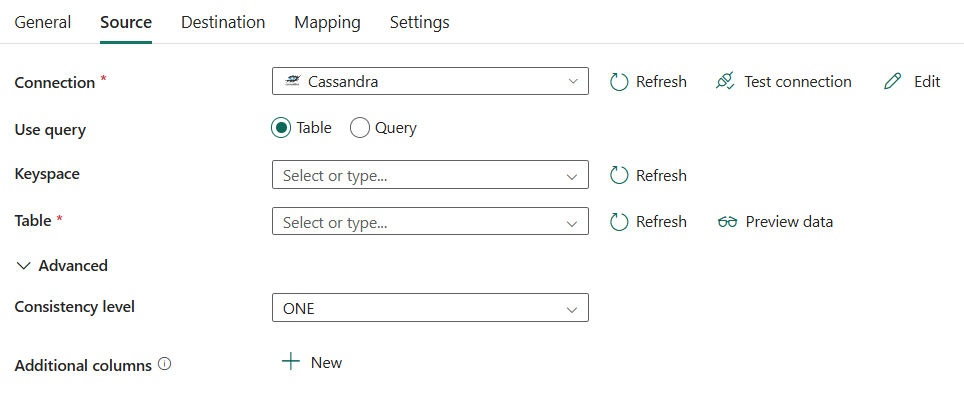 General Source Destination Mapping Settings
Connection * Cassandra Refresh Test connection Edit
Use query Table Query
Keyspace Select or type... Refresh
Table * Select or type... Refresh Preview data
Advanced
Consistency level ONE
Additional columns New